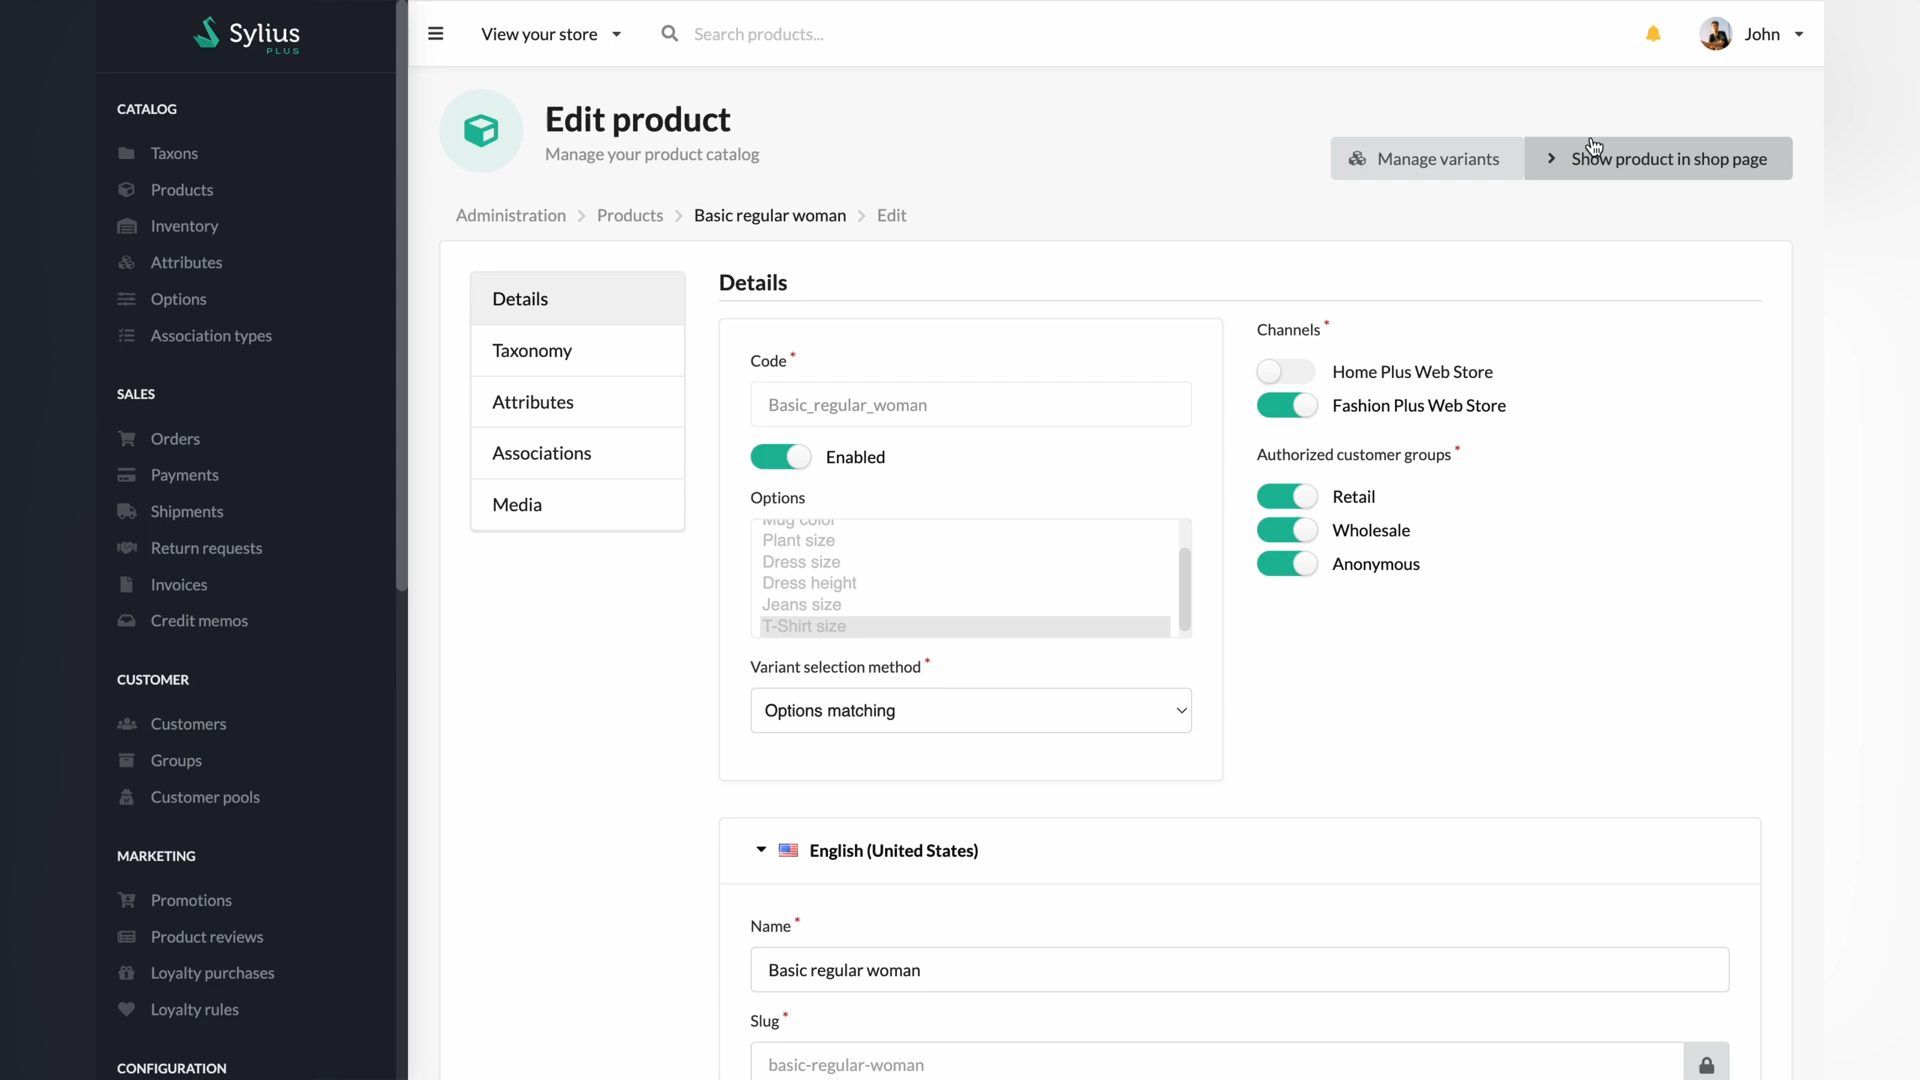 Sylius
PLUS
View your store
Search products...
John
CATALOG
Taxons
Products
Inventory
Attributes
Options
Association types
SALES
Orders
Payments
Shipments
Return requests
Invoices
Credit memos
CUSTOMER
Customers
Groups
Customer pools
MARKETING
Promotions
Product reviews
Loyalty purchases
Loyalty rules
CONFIGURATION
Edit product
Manage your product catalog
Manage variants
Show product in shop page
Administration > Products > Basic regular woman > Edit
Details
Taxonomy
Attributes
Associations
Media
Details
Code *
Basic_regular_woman
Enabled
Options
Mug color
Plant size
Dress size
Dress height
Jeans size
T-Shirt size
Variant selection method *
Options matching
Channels *
Home Plus Web Store
Fashion Plus Web Store
Authorized customer groups *
Retail
Wholesale
Anonymous
English (United States)
Name *
Basic regular woman
Slug *
basic-regular-woman